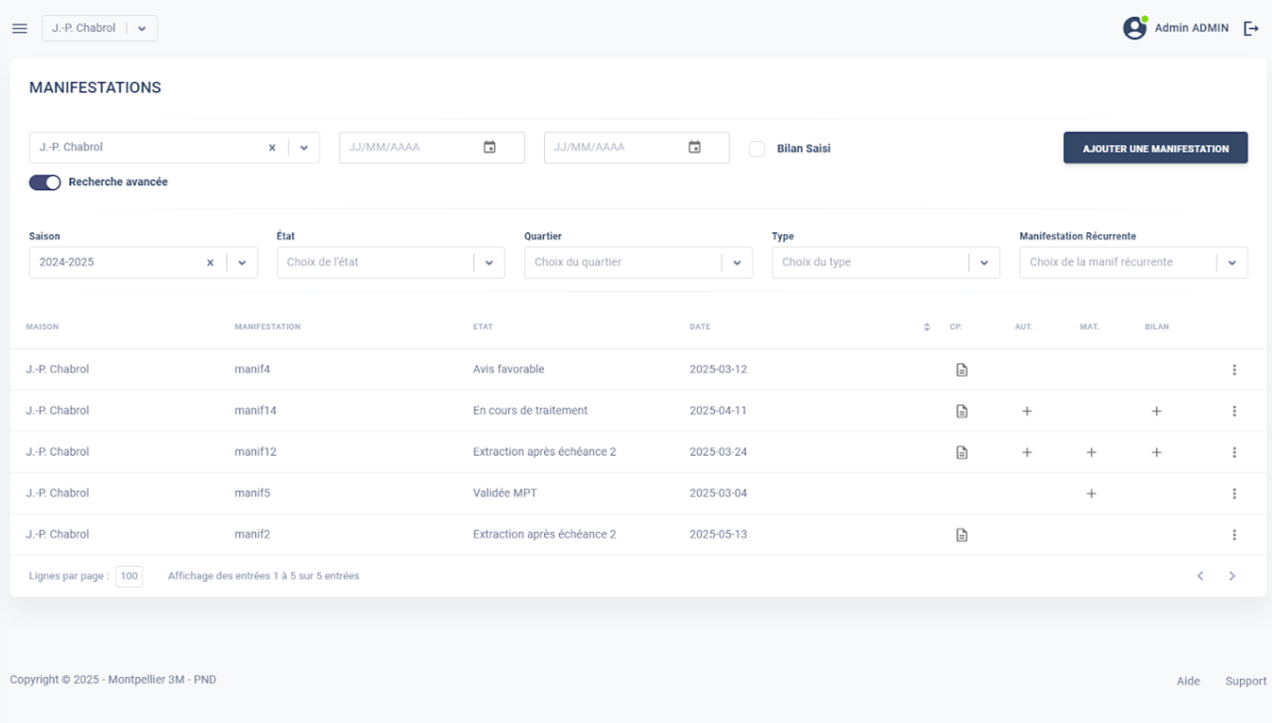 J.-P. Chabrol
Admin ADMIN
MANIFESTATIONS
J.-P. Chabrol
JJ/MM/AAAA
JJ/MM/AAAA
Bilan Saisi
AJOUTER UNE MANIFESTATION
Recherche avancée
Saison État Quartier Type Manifestation Récurrente
2024-2025 Choix de l'état Choix du quartier Choix du type Choix de la manif récurrente
MAISON MANIFESTATION ETAT DATE CP. AUT. MAT. BILAN
J.-P. Chabrol manif4 Avis favorable 2025-03-12
J.-P. Chabrol manif14 En cours de traitement 2025-04-11
J.-P. Chabrol manif12 Extraction après échéance 2 2025-03-24
J.-P. Chabrol manif5 Validée MPT 2025-03-04
J.-P. Chabrol manif2 Extraction après échéance 2 2025-05-13
Lignes par page : 100 Affichage des entrées 1 à 5 sur 5 entrées
Copyright © 2025 - Montpellier 3M - PND
Aide Support